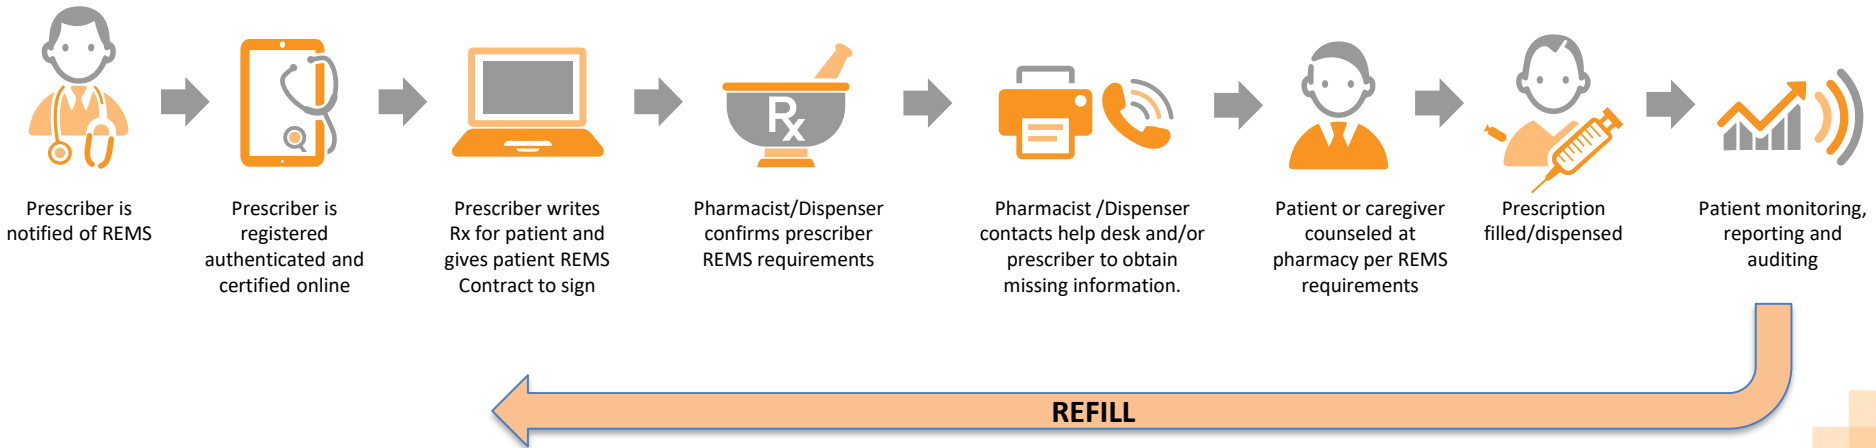 Rx
Prescriber is
notified of REMS
Prescriber is
registered
authenticated and
certified online
Prescriber writes
Rx for patient and
gives patient REMS
Contract to sign
Pharmacist/Dispenser
confirms prescriber
REMS requirements
Pharmacist /Dispenser
contacts help desk and/or
prescriber to obtain
missing information.
Patient or caregiver
counseled at
pharmacy per REMS
requirements
Prescription
filled/dispensed
Patient monitoring,
reporting and
auditing
REFILL